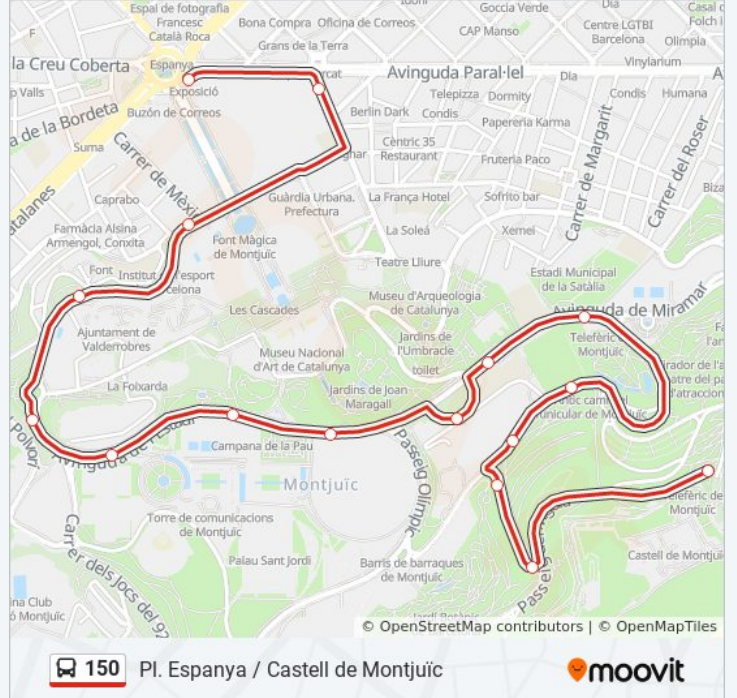 Espai de fotografia
Francesc
Català Roca
Bona Compra
Oficina de Correos
Goccia Verde
CAP Manso
Dia
Centre LGTBI
Barcelona
Olímpia
Grans de la Terra
la Creu Coberta
Espanya
Exposició
Avinguda Paral·lel
Vinylarium
Dia
Condis
Humana
Telepizza
Dormity
Berlin Dark
Condis
Papereria Karma
Buzón de Correos
a de la Bordeta
Suma
Centric 35
Restaurant
Fruteria Paco
Carrer de Margarit
Carrer del Roser
Carrer de Mèxic
Caprabo
Guàrdia Urbana.
Prefectura
La França Hotel
Sofrito bar
Xemei
La Soleá
Farmàcia Alsina
Armengol, Conxita
Font Màgica
de Montjuïc
Teatre Lliure
Font
Estadi Municipal
de la Satàlia
Les Cascades
Museu d'Arqueologia
de Catalunya
Avinguda de Miramar
Ajuntament de
Valdemorbres
Jardins de
l'Umbracle
toilet
Telefèric de
Montjuïc
Museu Nacional
d'Art de Catalunya
La Foixarda
Jardins de Joan
Maragall
Campana de la Pau
Montjuïc
Passeig Olímpic
Torre de comunicacions
de Montjuïc
Telefèric de
Montjuïc
Palau Sant Jordi
Barris de barraques
de Montjuïc
Castell de Montjuï
Carrer dels Jocs del 92
© OpenStreetMap contributors | © OpenMapTiles
150 Pl. Espanya / Castell de Montjuïc
moovit